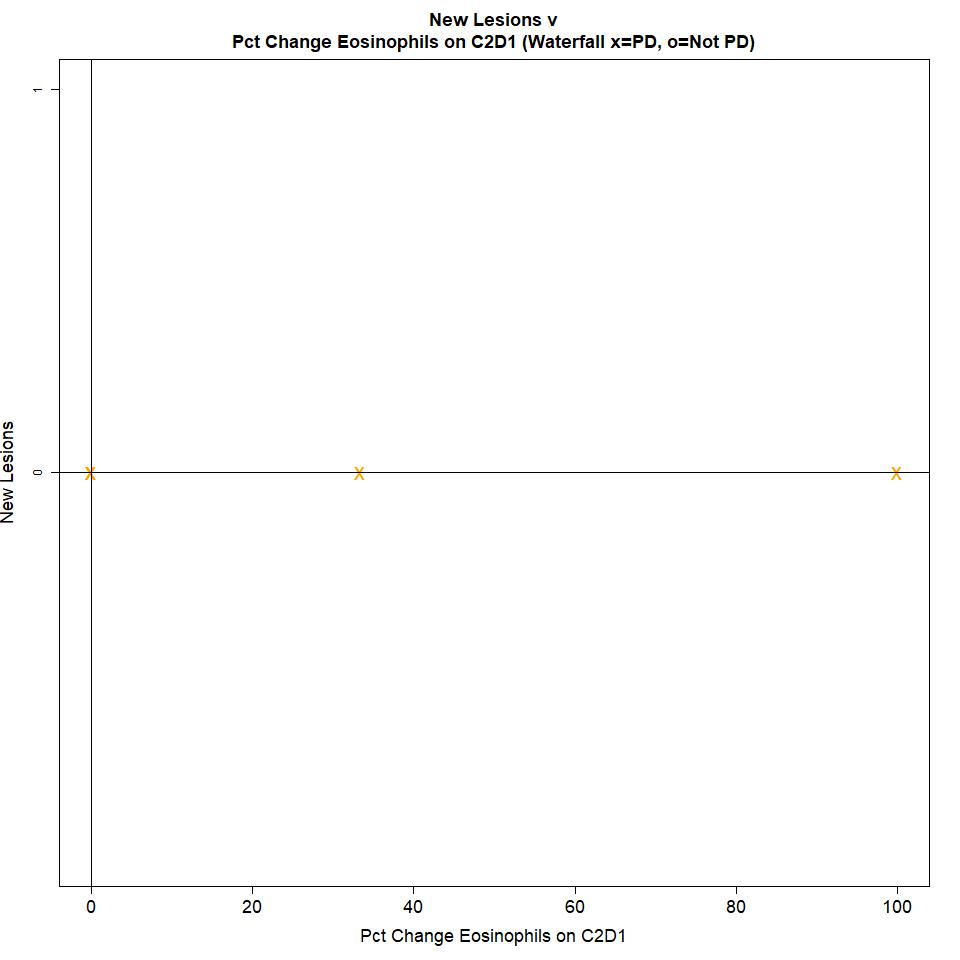 New Lesions v
Pct Change Eosinophils on C2D1 (Waterfall x=PD, o=Not PD)
1
0
New Lesions
x x x
0 20 40 60 80 100
Pct Change Eosinophils on C2D1